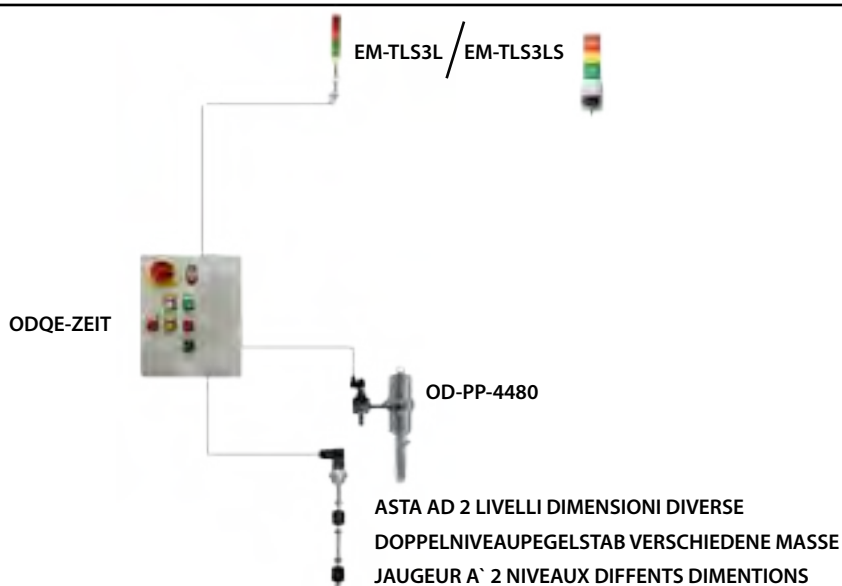 EM-TLS3L / EM-TLS3LS
ODQE-ZEIT
OD-PP-4480
ASTA AD 2 LIVELLI DIMENSIONI DIVERSE
DOPPELNIVEAUPEGELSTAB VERSCHIEDENE MASSE
JAUGEUR A` 2 NIVEAUX DIFFENTS DIMENTIONS